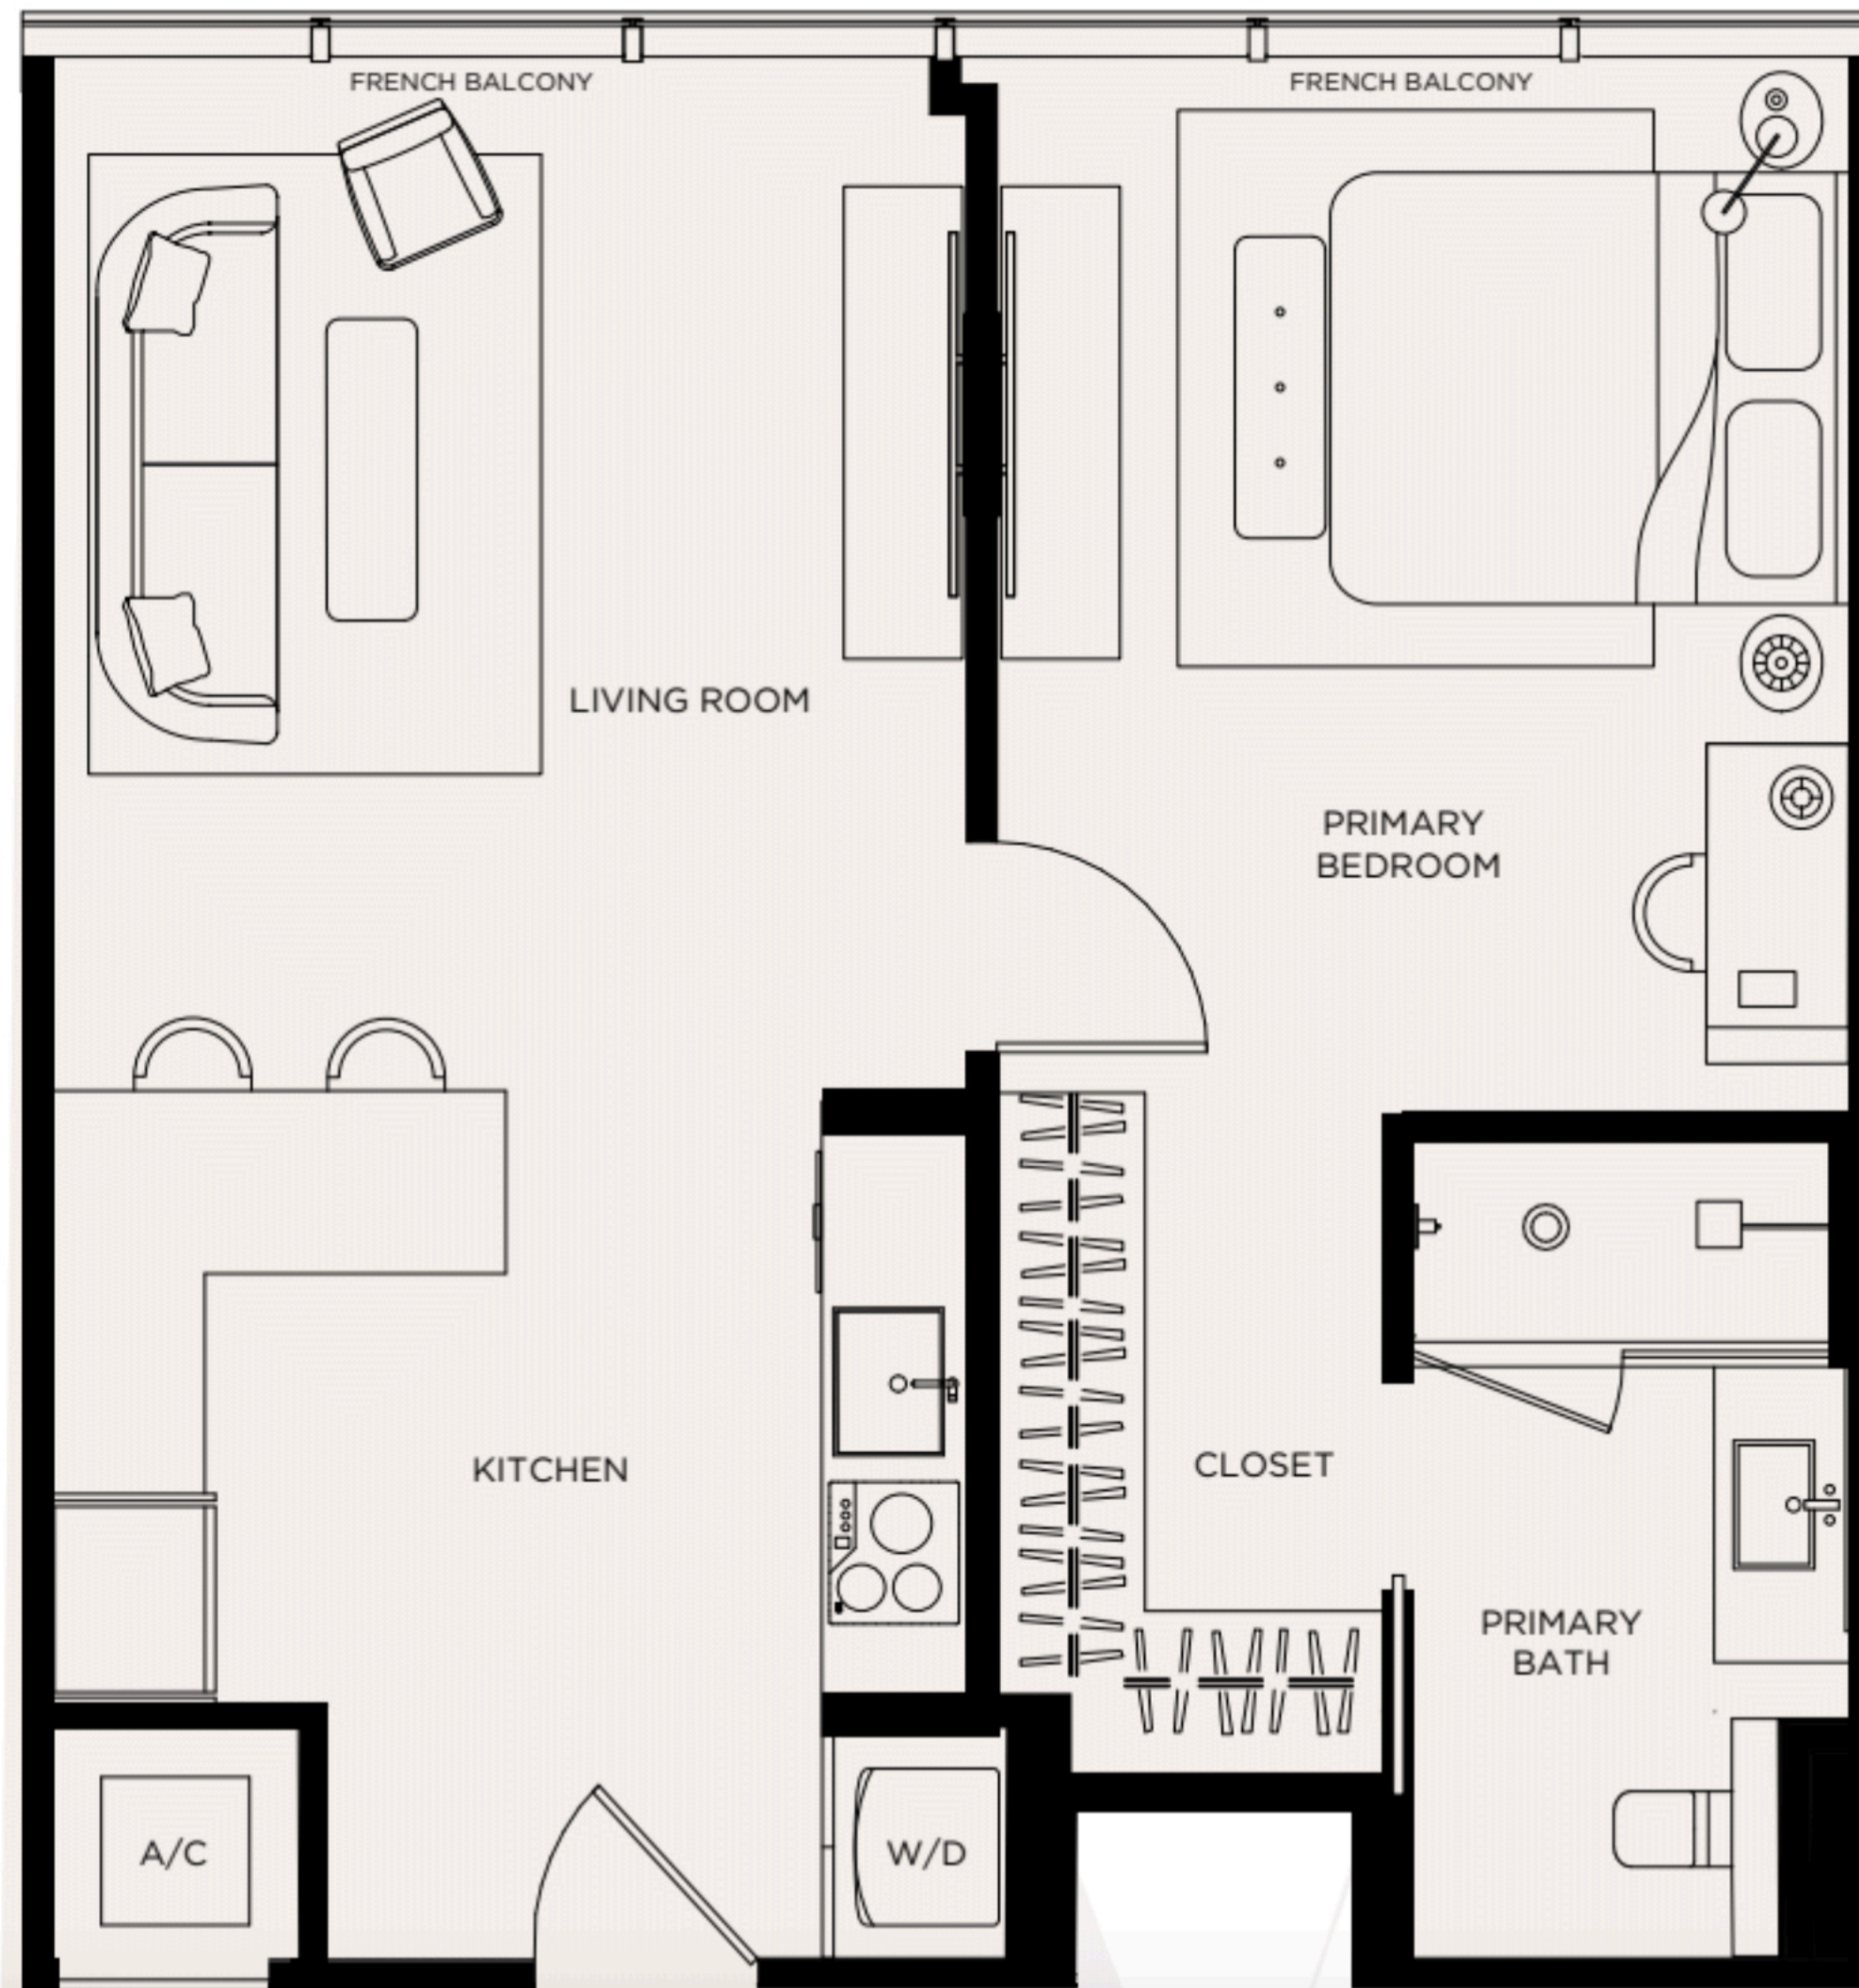 FRENCH BALCONY
FRENCH BALCONY
LIVING ROOM
PRIMARY
BEDROOM
KITCHEN
CLOSET
PRIMARY
BATH
A/C
W/D